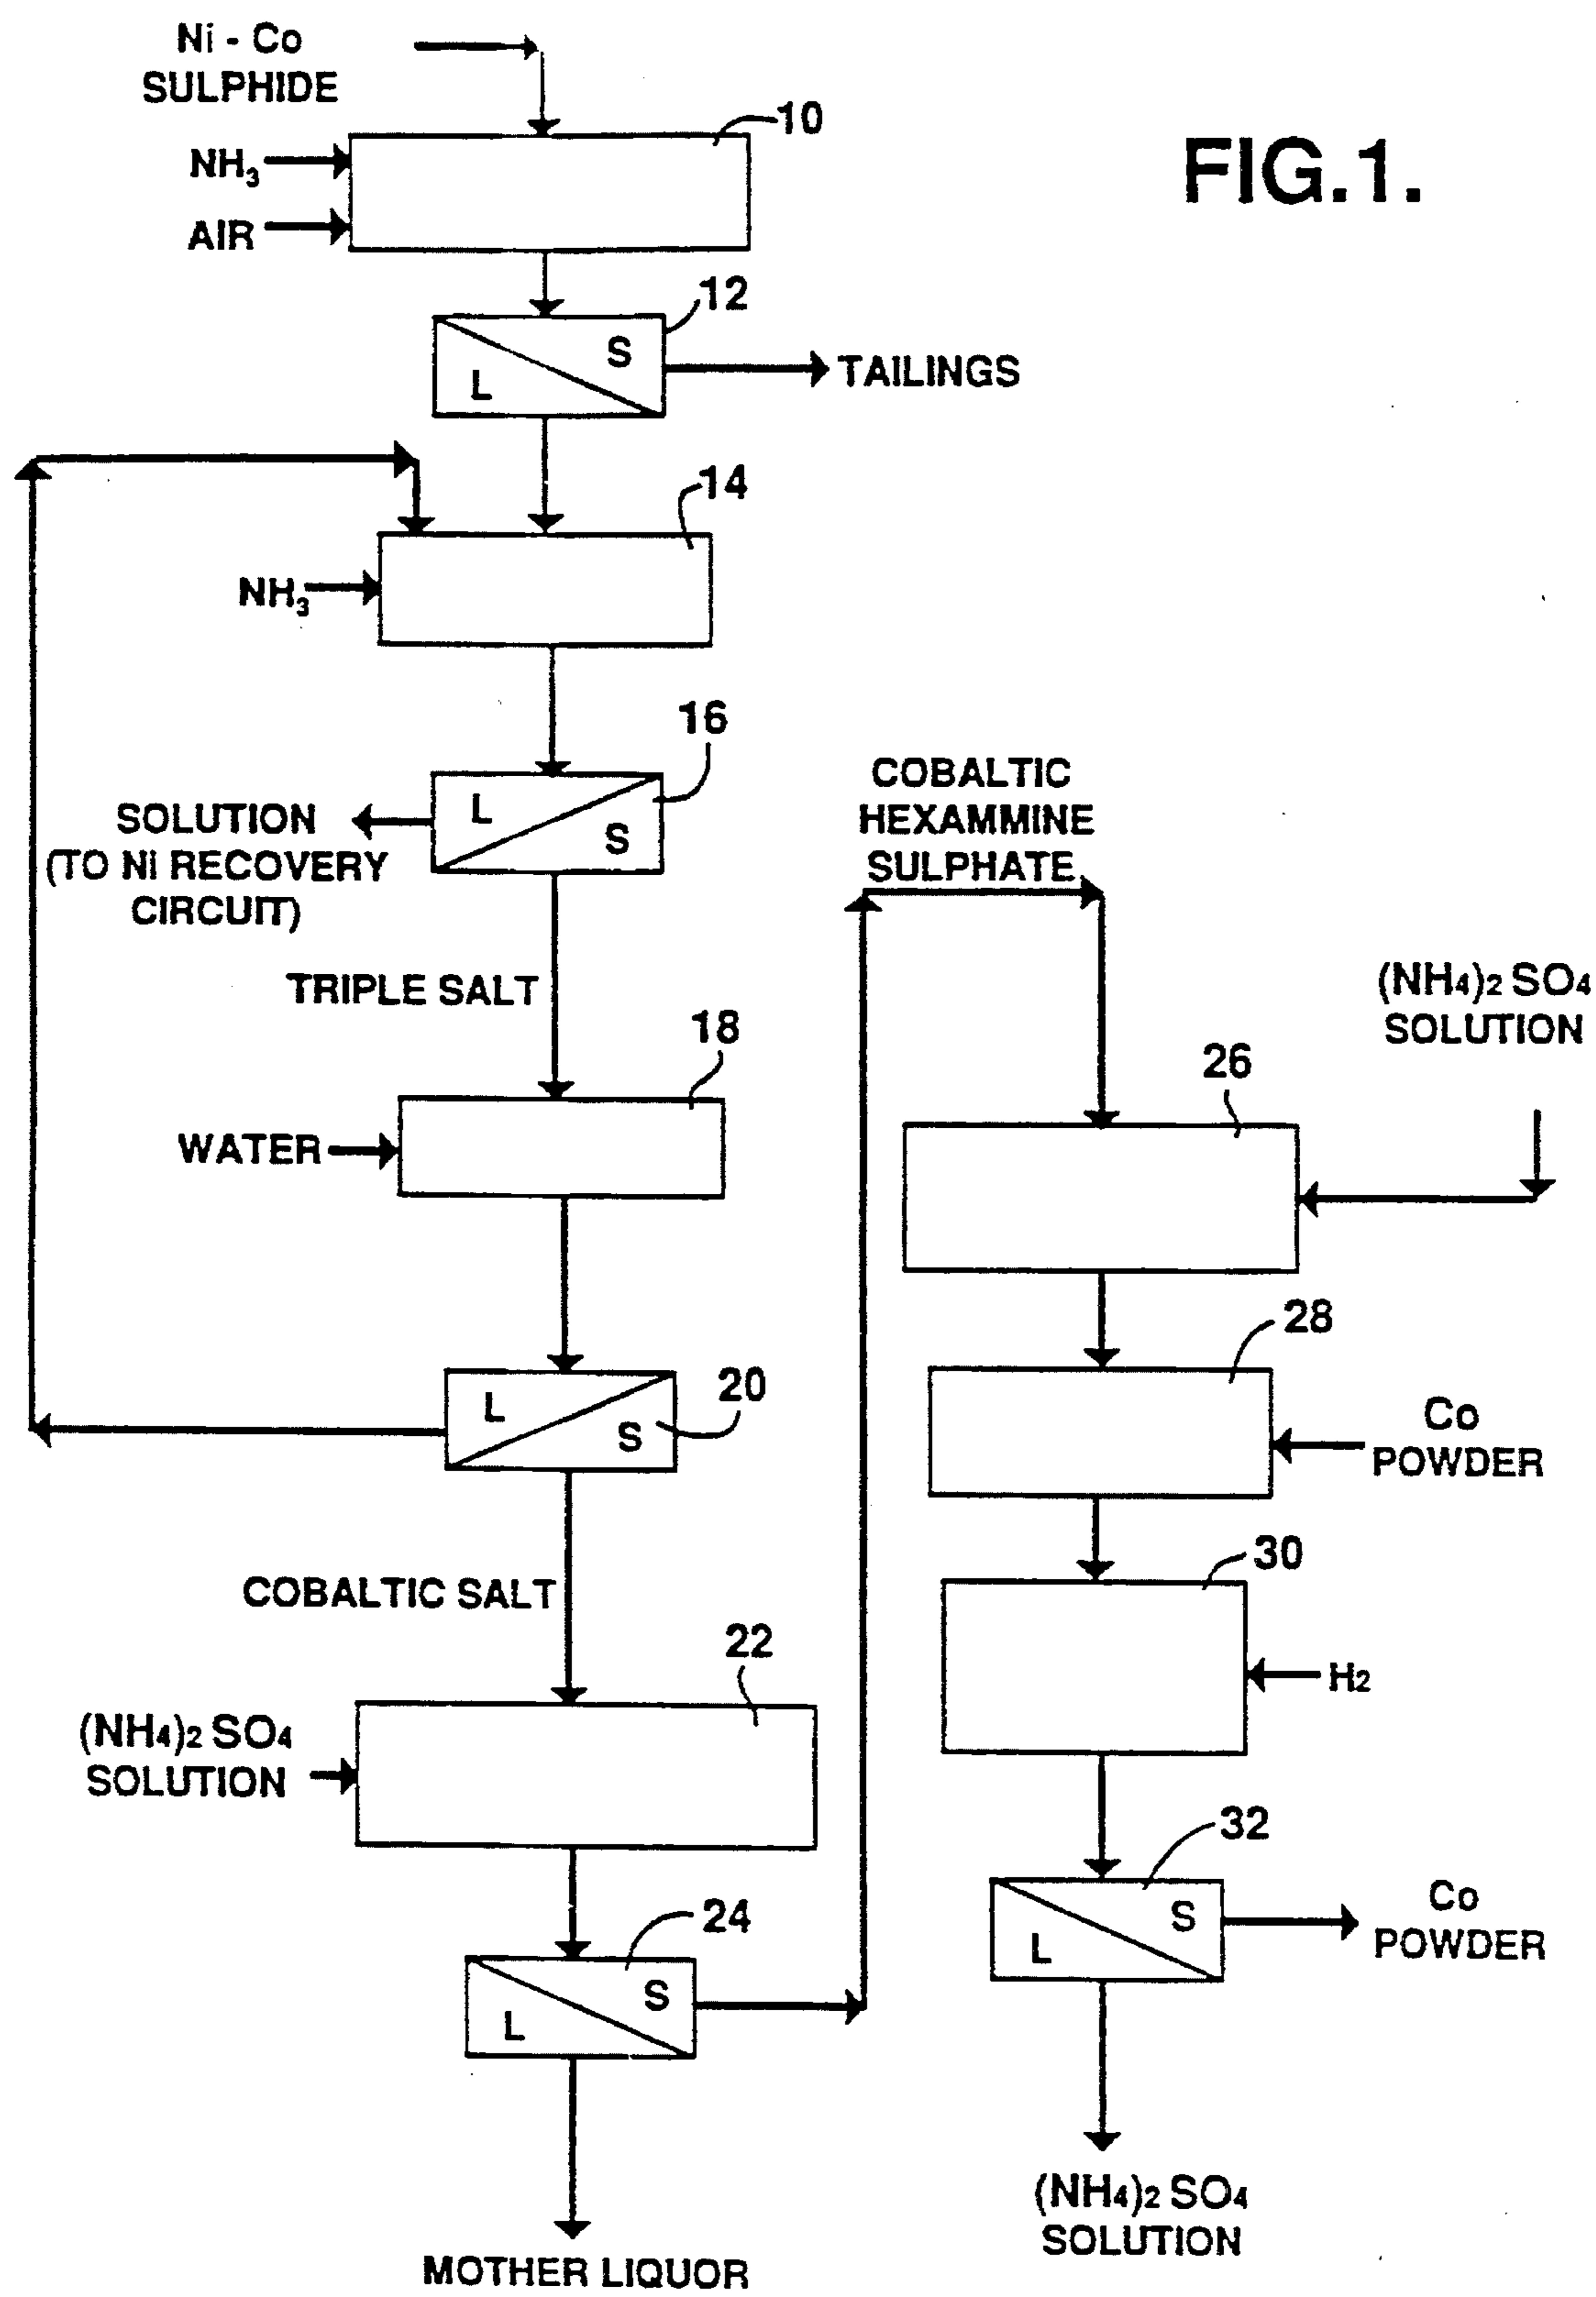 Ni - Co
SULPHIDE
10
NH3
AIR
FIG.1.
12
S
L
TAILINGS
14
NH3
16
L
S
SOLUTION
(TO Ni RECOVERY
CIRCUIT)
TRIPLE SALT
18
WATER
20
L
S
COBALTIC SALT
22
(NH4)2 SO4
SOLUTION
24
S
L
MOTHER LIQUOR
COBALTIC
HEXAMMINE
SULPHATE
(NH4)2 SO4
SOLUTION
26
28
Co
POWDER
30
H2
32
S
L
Co
POWDER
(NH4)2 SO4
SOLUTION